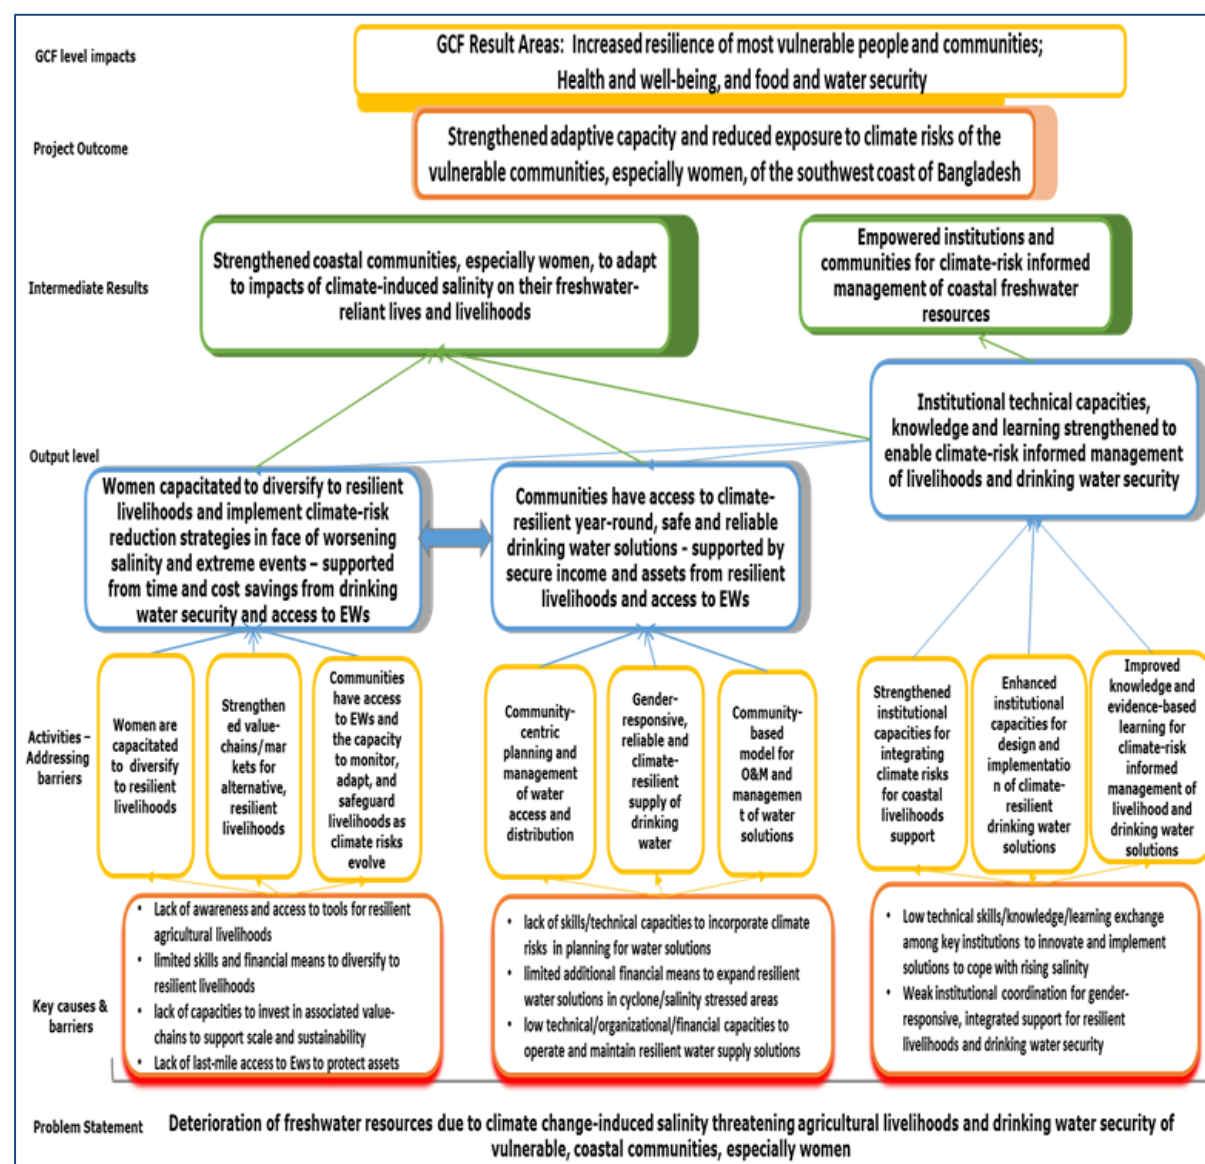 GCF level impacts
GCF Result Areas: Increased resilience of most vulnerable people and communities;
Health and well-being, and food and water security
Project Outcome
Strengthened adaptive capacity and reduced exposure to climate risks of the
vulnerable communities, especially women, of the southwest coast of Bangladesh
Intermediate Results
Strengthened coastal communities, especially women, to adapt
to impacts of climate-induced salinity on their freshwater-
reliant lives and livelihoods
Empowered institutions and
communities for climate-risk informed
management of coastal freshwater
resources
Output level
Women capacitated to diversify to resilient
livelihoods and implement climate-risk
reduction strategies in face of worsening
salinity and extreme events – supported
from time and cost savings from drinking
water security and access to EWs
Communities have access to climate-
resilient year-round, safe and reliable
drinking water solutions - supported by
secure income and assets from resilient
livelihoods and access to EWs
Institutional technical capacities,
knowledge and learning strengthened to
enable climate-risk informed management
of livelihoods and drinking water security
Activities –
Addressing
barriers
Women are
capacitated
to diversify
to resilient
livelihoods
Strengthen
ed value-
chains/mar
kets for
alternative,
resilient
livelihoods
Communities
have access
to EWs and
the capacity
to monitor,
adapt, and
safeguard
livelihoods as
climate risks
evolve
Community-
centric
planning and
management
of water
access and
distribution
Gender-
responsive,
reliable and
climate-
resilient
supply of
drinking
water
Community-
based
model for
O&M and
managemen
t of water
solutions
Strengthened
institutional
capacities for
integrating
climate risks
for coastal
livelihoods
support
Enhanced
institutional
capacities for
design and
implementatio
n of climate-
resilient
drinking water
solutions
Improved
knowledge and
evidence-based
learning for
climate-risk
informed
management of
livelihood and
drinking water
solutions
Key causes &
barriers
• Lack of awareness and access to tools for resilient
agricultural livelihoods
• limited skills and financial means to diversify to
resilient livelihoods
• lack of capacities to invest in associated value-
chains to support scale and sustainability
• Lack of last-mile access to Ews to protect assets
• lack of skills/technical capacities to incorporate climate
risks in planning for water solutions
• limited additional financial means to expand resilient
water solutions in cyclone/salinity stressed areas
• low technical/organizational/financial capacities to
operate and maintain resilient water supply solutions
• Low technical skills/knowledge/learning exchange
among key institutions to innovate and implement
solutions to cope with rising salinity
• Weak institutional coordination for gender-
responsive, integrated support for resilient
livelihoods and drinking water security
Problem Statement
Deterioration of freshwater resources due to climate change-induced salinity threatening agricultural livelihoods and drinking water security of
vulnerable, coastal communities, especially women